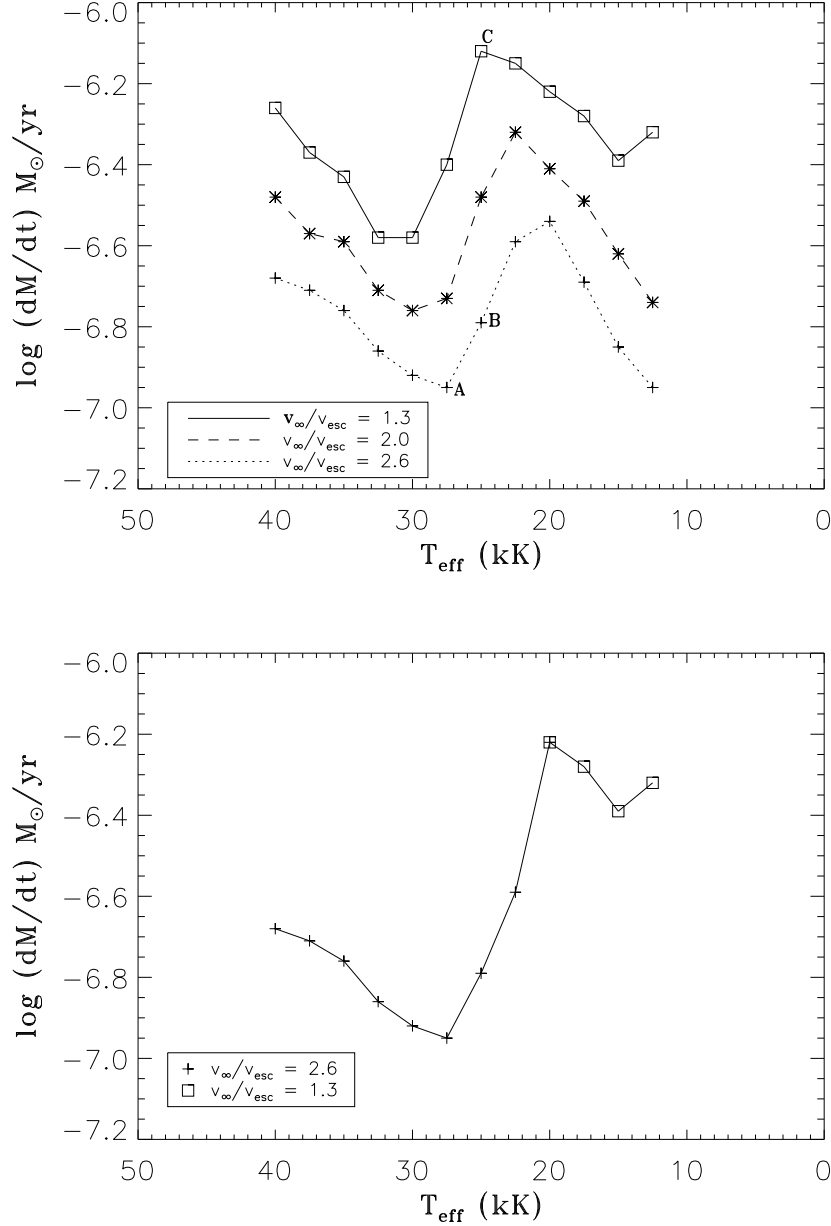 −6.0
−6.2
−6.4
−6.6
−6.8
−7.0
−7.2
log (dM/dt) M☉/yr
C
B
A
v∞/vesc = 1.3
v∞/vesc = 2.0
v∞/vesc = 2.6
50 40 30 20 10 0
Teff (kK)
−6.0
−6.2
−6.4
−6.6
−6.8
−7.0
−7.2
log (dM/dt) M☉/yr
v∞/vesc = 2.6
v∞/vesc = 1.3
50 40 30 20 10 0
Teff (kK)